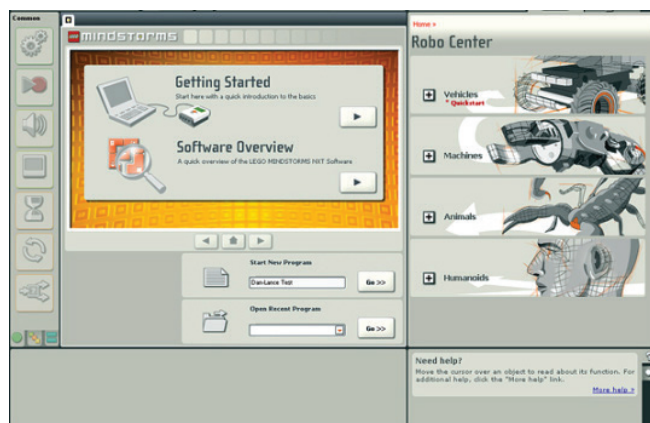 Common
mindstorms
Getting Started
Start here with a quick introduction to the basics
Software Overview
A quick overview of the LEGO MINDSTORMS NXT Software
Start New Program
Dan-Lance Test
Go >>
Open Recent Program
Go >>
Home >
Robo Center
Vehicles
* Quickstart
Machines
Animals
Humanoids
Need help?
Move the cursor over an object to read about its function. For
additional help, click the "More help" link.
More help »